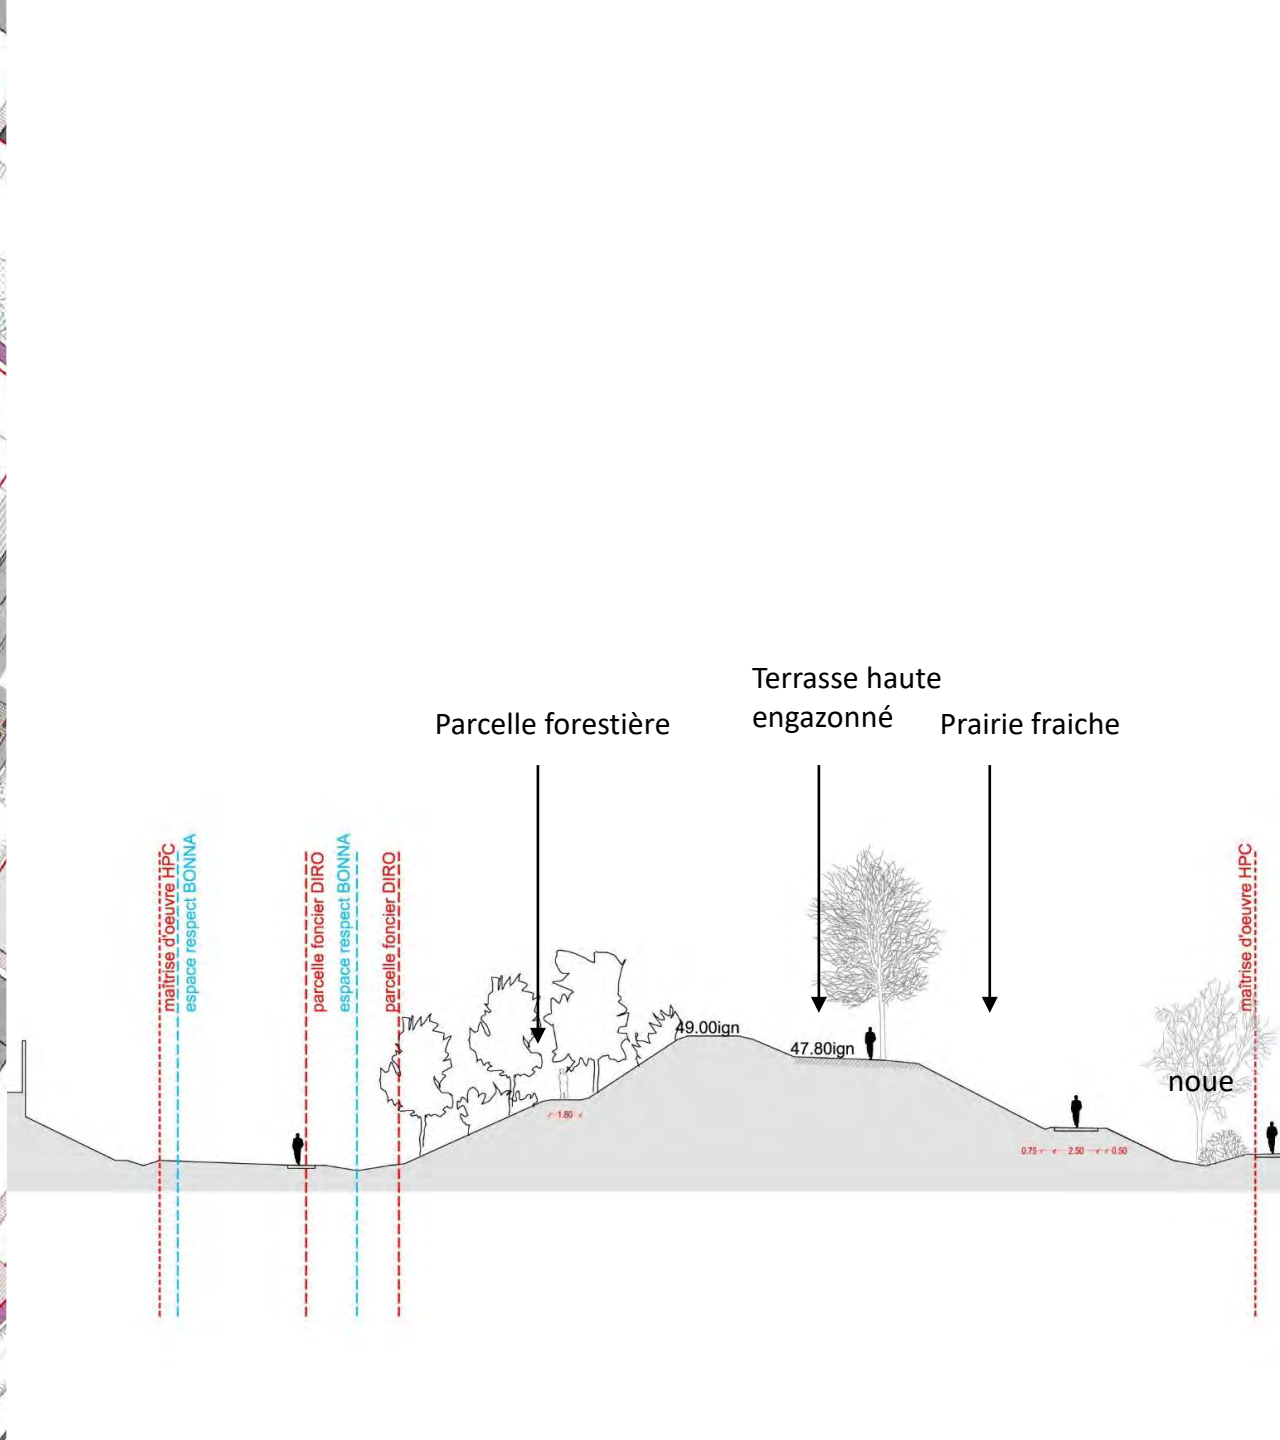 Terrasse haute
engazonné
Parcelle forestière
Prairie fraiche
maîtrise d'oeuvre HPC
espace respect BONNA
parcelle foncier DIRO
espace respect BONNA
parcelle foncier DIRO
maîtrise d'oeuvre HPC
49.00ign
47.80ign
noue
1.80
0.75
2.50
0.50